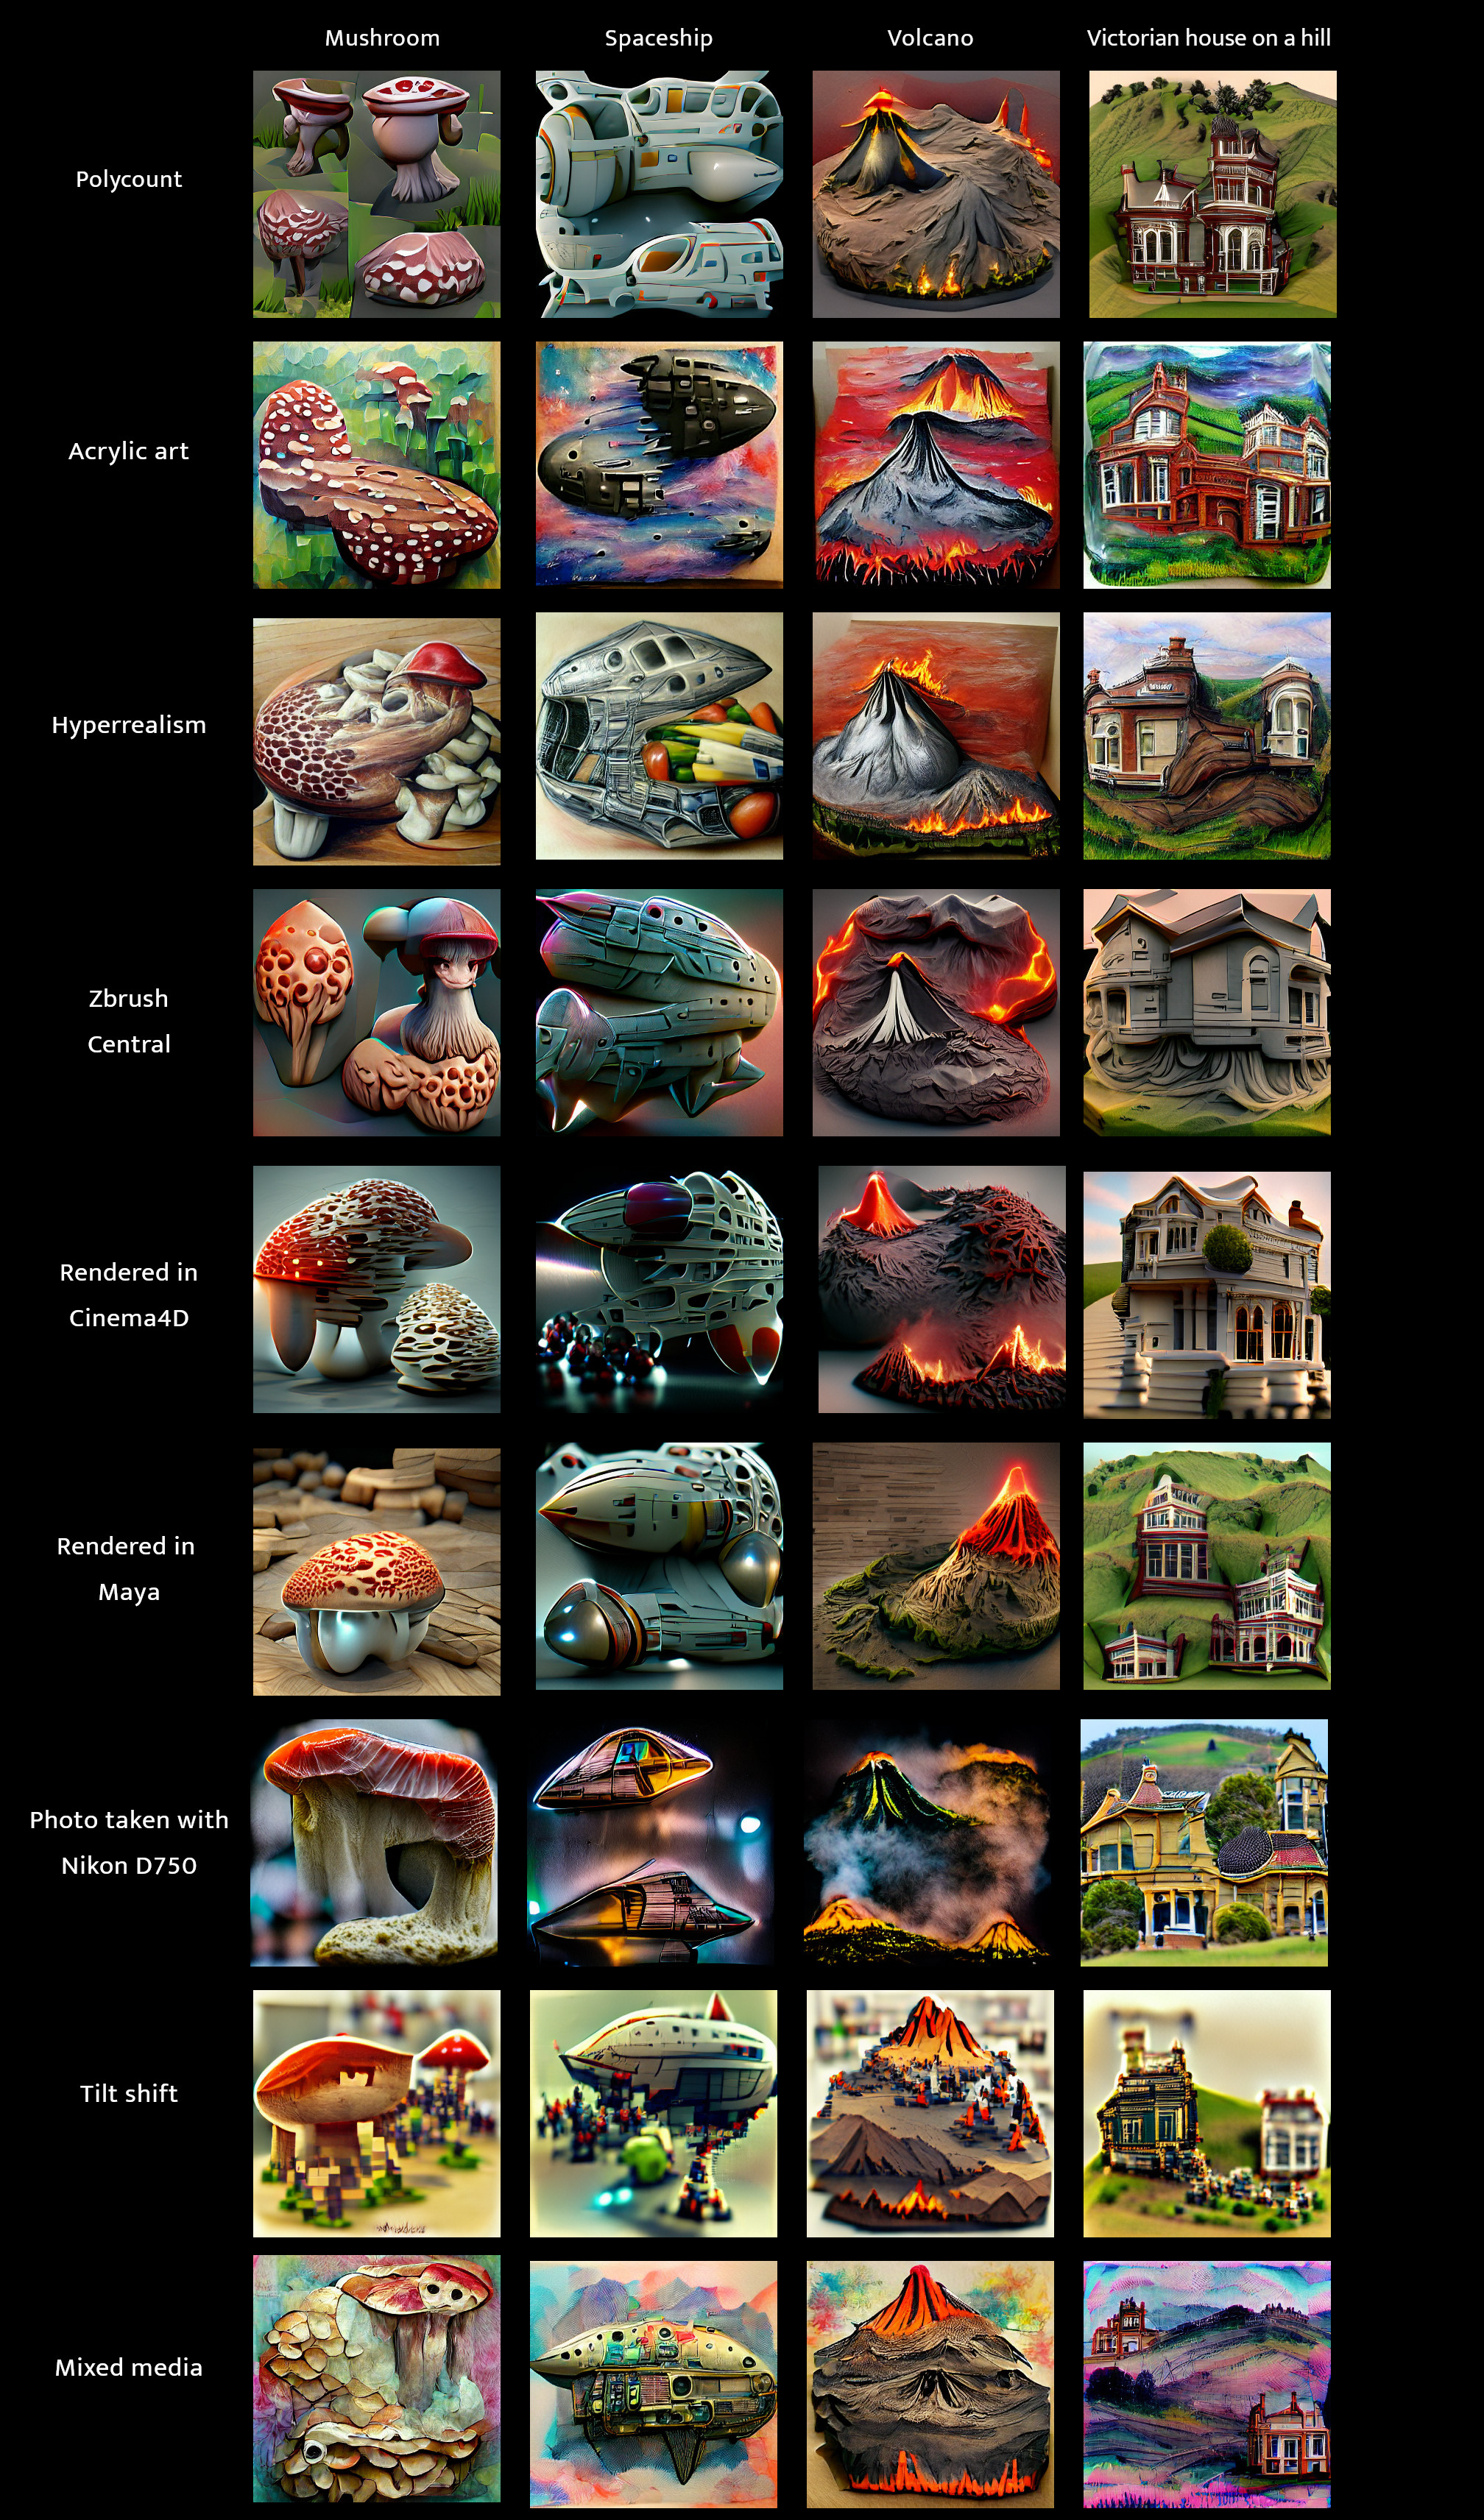 Mushroom
Spaceship
Volcano
Victorian house on a hill
Polycount
Acrylic art
Hyperrealism
Zbrush
Central
Rendered in
Cinema4D
Rendered in
Maya
Photo taken with
Nikon D750
Tilt shift
Mixed media